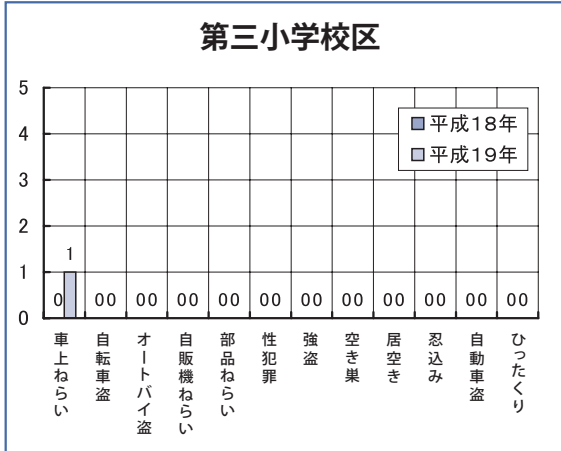 第三小学校区
5
4
3
2
1
0
平成18年
平成19年
1
0
00
00
00
00
00
00
00
00
00
00
00
車上ねらい
自転車盗
オートバイ盗
自販機ねらい
部品ねらい
性犯罪
強盗
空き巣
居空き
忍込み
自動車盗
ひったくり